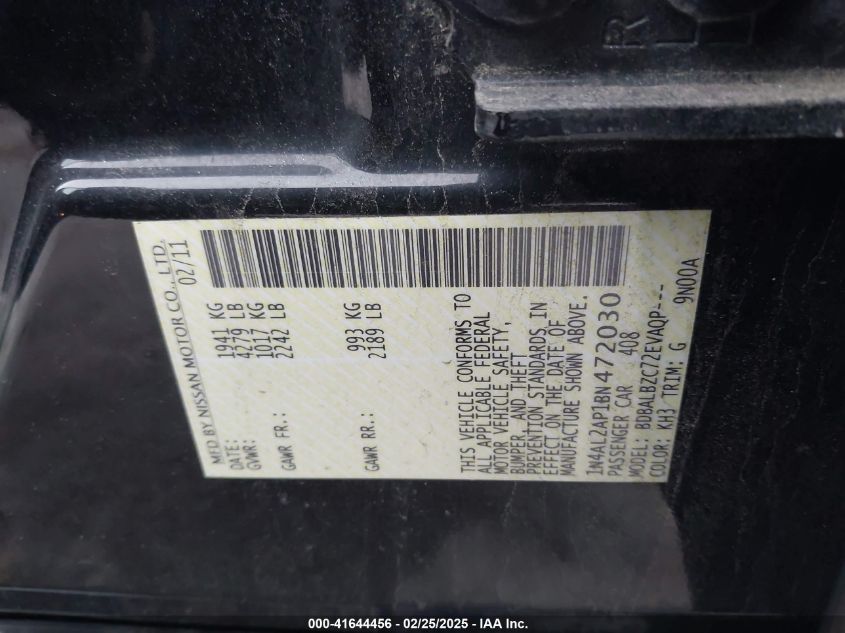 MFD BY NISSAN MOTOR CO., LTD.
DATE: 02/11
GVWR: 1941 KG
4279 LB
GAWR FR.: 1017 KG
2242 LB
GAWR RR.: 993 KG
2189 LB
THIS VEHICLE CONFORMS TO
ALL APPLICABLE FEDERAL
MOTOR VEHICLE SAFETY,
BUMPER, AND THEFT
PREVENTION STANDARDS IN
EFFECT ON THE DATE OF
MANUFACTURE SHOWN ABOVE.
1N4AL2AP1BN472030
PASSENGER CAR 408
MODEL: BDBALBZC72EVAQP---
COLOR: KH3 TRIM: G 9N00A
R L
000-41644456 - 02/25/2025 - IAA Inc.